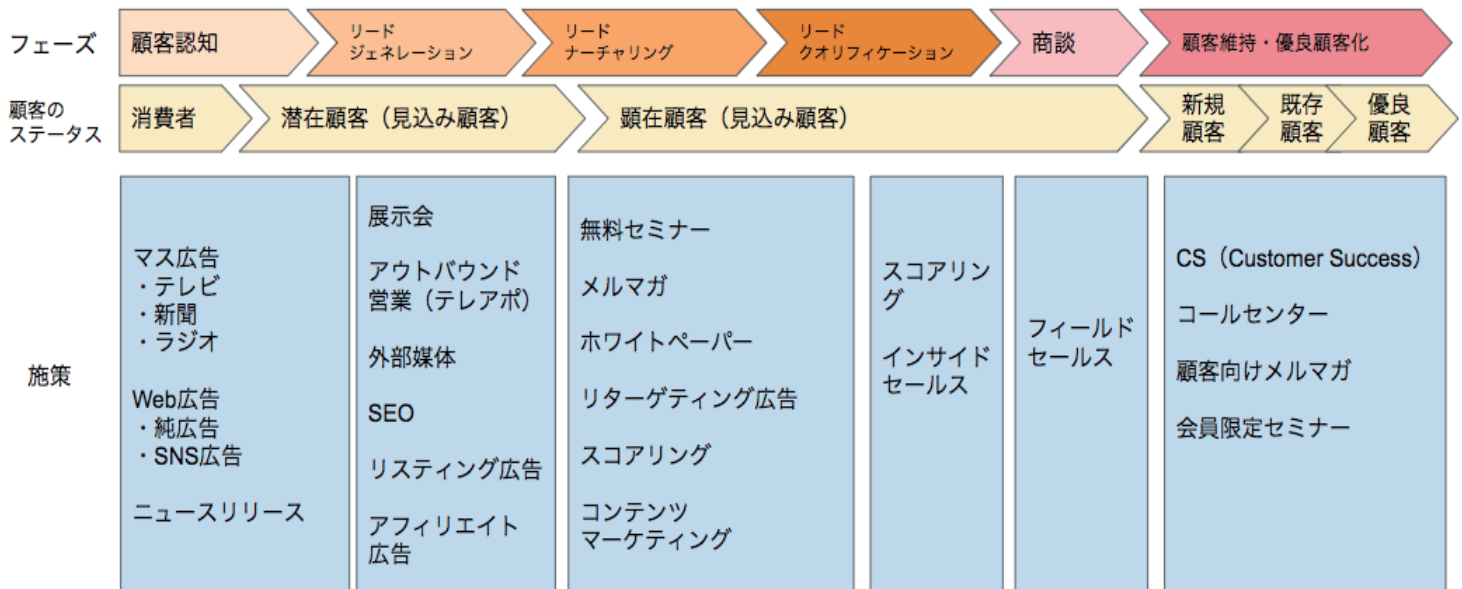 フェーズ
顧客認知
リード
ジェネレーション
リード
ナーチャリング
リード
クオリフィケーション
商談
顧客維持・優良顧客化
顧客の
ステータス
消費者
潜在顧客（見込み顧客）
顕在顧客（見込み顧客）
新規
顧客
既存
顧客
優良
顧客
施策
マス広告
・テレビ
・新聞
・ラジオ
Web広告
・純広告
・SNS広告
ニュースリリース
展示会
アウトバウンド
営業（テレアポ）
外部媒体
SEO
リスティング広告
アフィリエイト
広告
無料セミナー
メルマガ
ホワイトペーパー
リターゲティング広告
スコアリング
コンテンツ
マーケティング
スコアリン
グ
インサイド
セールス
フィールド
セールス
CS（Customer Success）
コールセンター
顧客向けメルマガ
会員限定セミナー